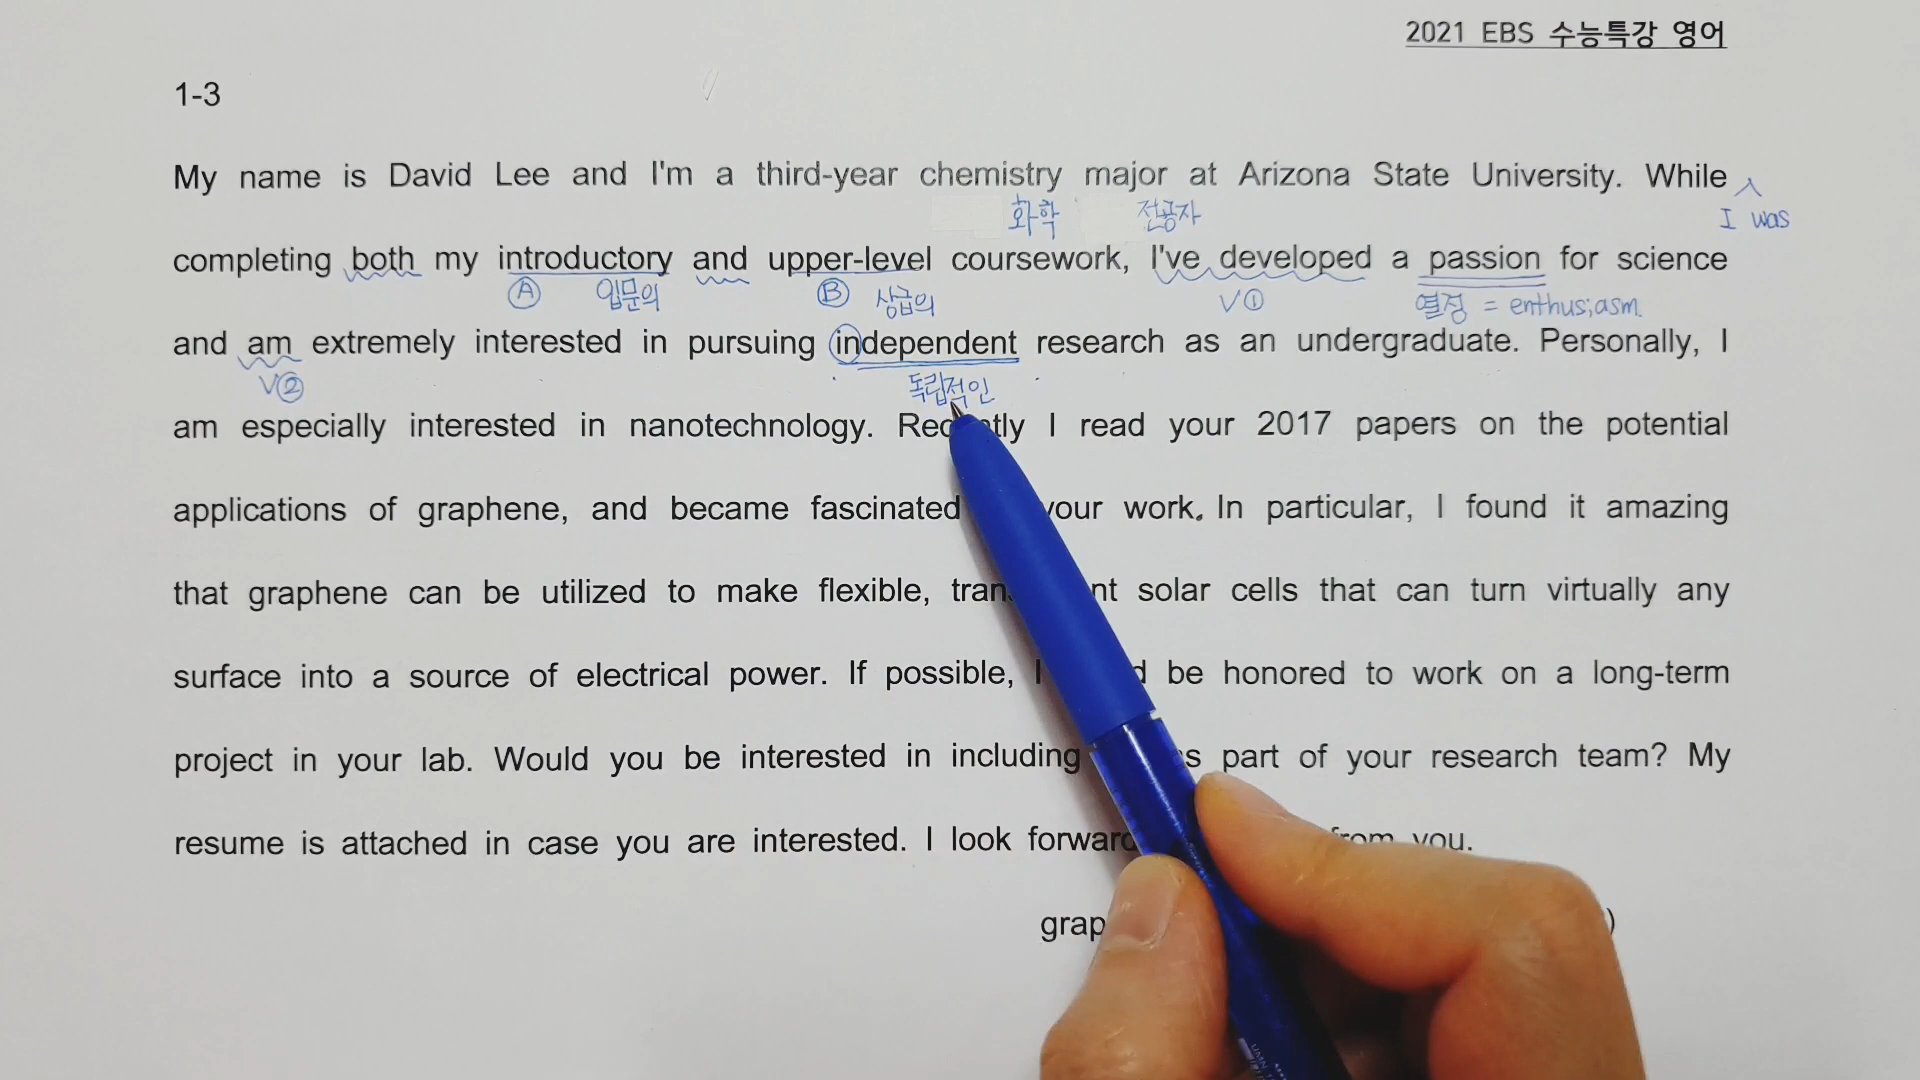 2021 EBS 수능특강 영어
1-3
My name is David Lee and I'm a third-year chemistry major at Arizona State University. While
화학 전공자 I was
completing both my introductory and upper-level coursework, I've developed a passion for science
Ⓐ 입문의 Ⓑ 상급의 V① 열정 = enthusiasm.
and am extremely interested in pursuing independent research as an undergraduate. Personally, I
V② 독립적인
am especially interested in nanotechnology. Recently I read your 2017 papers on the potential
applications of graphene, and became fascinated your work. In particular, I found it amazing
that graphene can be utilized to make flexible, solar cells that can turn virtually any
surface into a source of electrical power. If possible, I be honored to work on a long-term
project in your lab. Would you be interested in including part of your research team? My
resume is attached in case you are interested. I look forward from you.